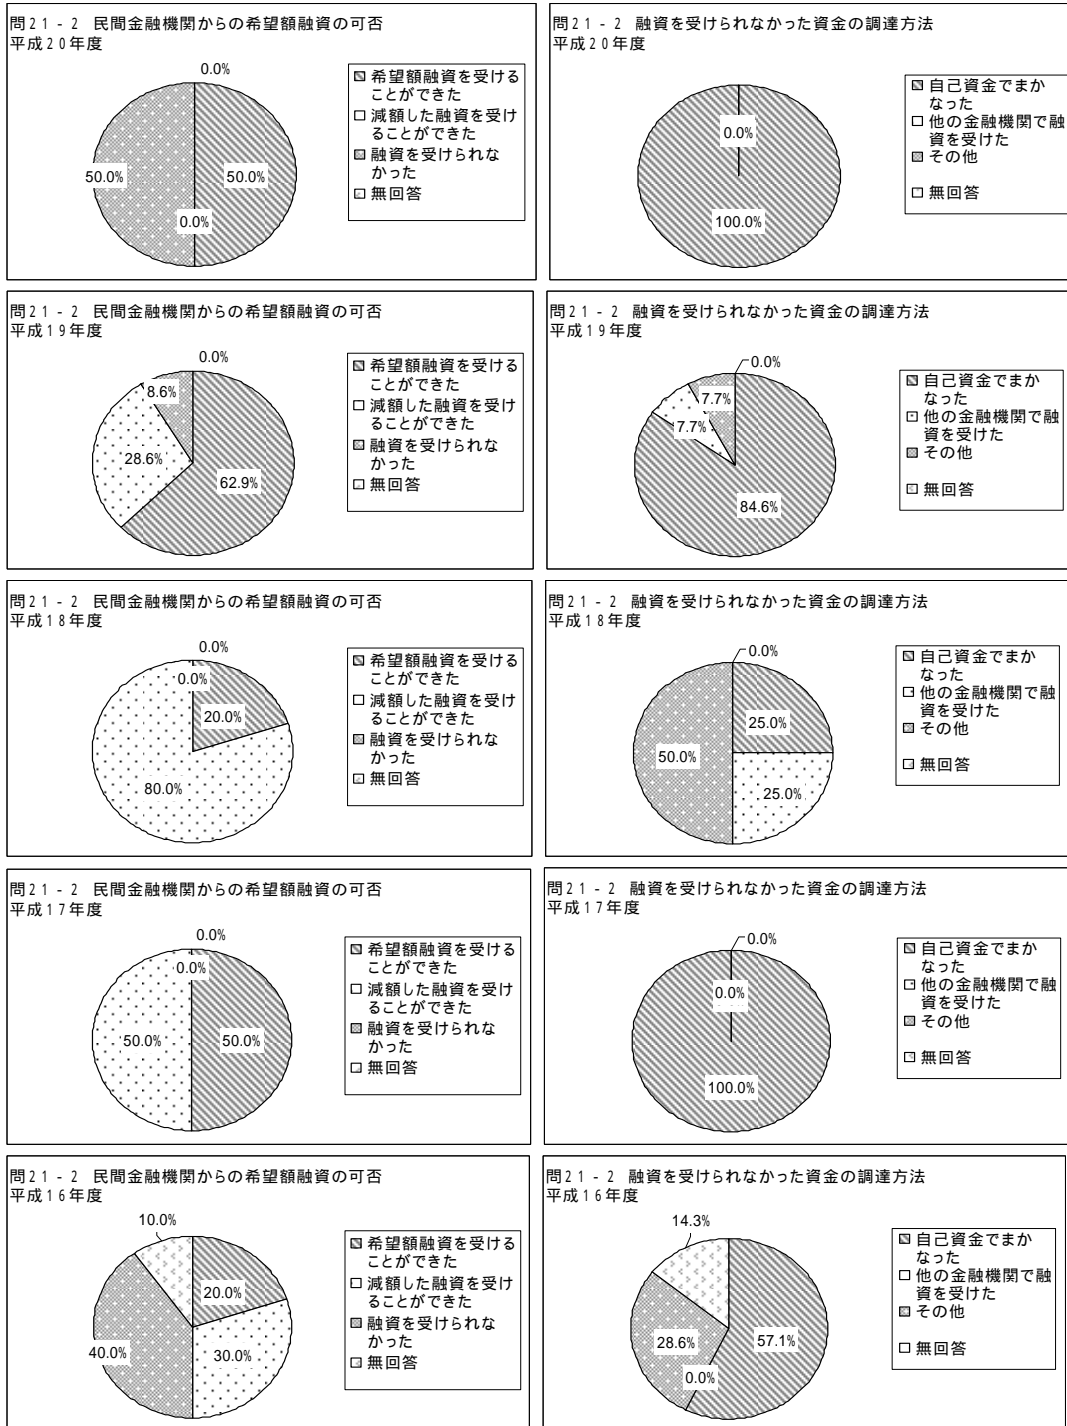 問21-2 民間金融機関からの希望額融資の可否
平成20年度
0.0%
50.0%
50.0%
0.0%
希望額融資を受ける
ことができた
減額した融資を受け
ることができた
融資を受けられな
かった
無回答
問21-2 融資を受けられなかった資金の調達方法
平成20年度
0.0%
100.0%
自己資金でまか
なった
他の金融機関で融
資を受けた
その他
無回答
問21-2 民間金融機関からの希望額融資の可否
平成19年度
0.0%
8.6%
28.6%
62.9%
希望額融資を受ける
ことができた
減額した融資を受け
ることができた
融資を受けられな
かった
無回答
問21-2 融資を受けられなかった資金の調達方法
平成19年度
0.0%
7.7%
7.7%
84.6%
自己資金でまか
なった
他の金融機関で融
資を受けた
その他
無回答
問21-2 民間金融機関からの希望額融資の可否
平成18年度
0.0%
0.0%
20.0%
80.0%
希望額融資を受ける
ことができた
減額した融資を受け
ることができた
融資を受けられな
かった
無回答
問21-2 融資を受けられなかった資金の調達方法
平成18年度
0.0%
25.0%
50.0%
25.0%
自己資金でまか
なった
他の金融機関で融
資を受けた
その他
無回答
問21-2 民間金融機関からの希望額融資の可否
平成17年度
0.0%
0.0%
50.0%
50.0%
希望額融資を受ける
ことができた
減額した融資を受け
ることができた
融資を受けられな
かった
無回答
問21-2 融資を受けられなかった資金の調達方法
平成17年度
0.0%
0.0%
100.0%
自己資金でまか
なった
他の金融機関で融
資を受けた
その他
無回答
問21-2 民間金融機関からの希望額融資の可否
平成16年度
10.0%
20.0%
40.0%
30.0%
希望額融資を受ける
ことができた
減額した融資を受け
ることができた
融資を受けられな
かった
無回答
問21-2 融資を受けられなかった資金の調達方法
平成16年度
14.3%
28.6%
57.1%
0.0%
自己資金でまか
なった
他の金融機関で融
資を受けた
その他
無回答